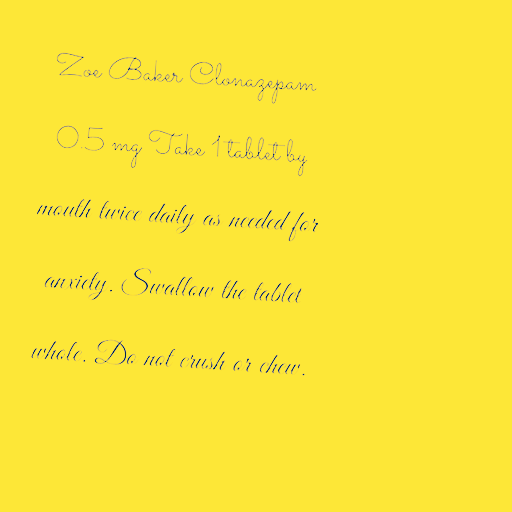 Zoe Baker Clonazepam
0.5 mg Take 1 tablet by
mouth twice daily as needed for
anxiety. Swallow the tablet
whole. Do not crush or chew.